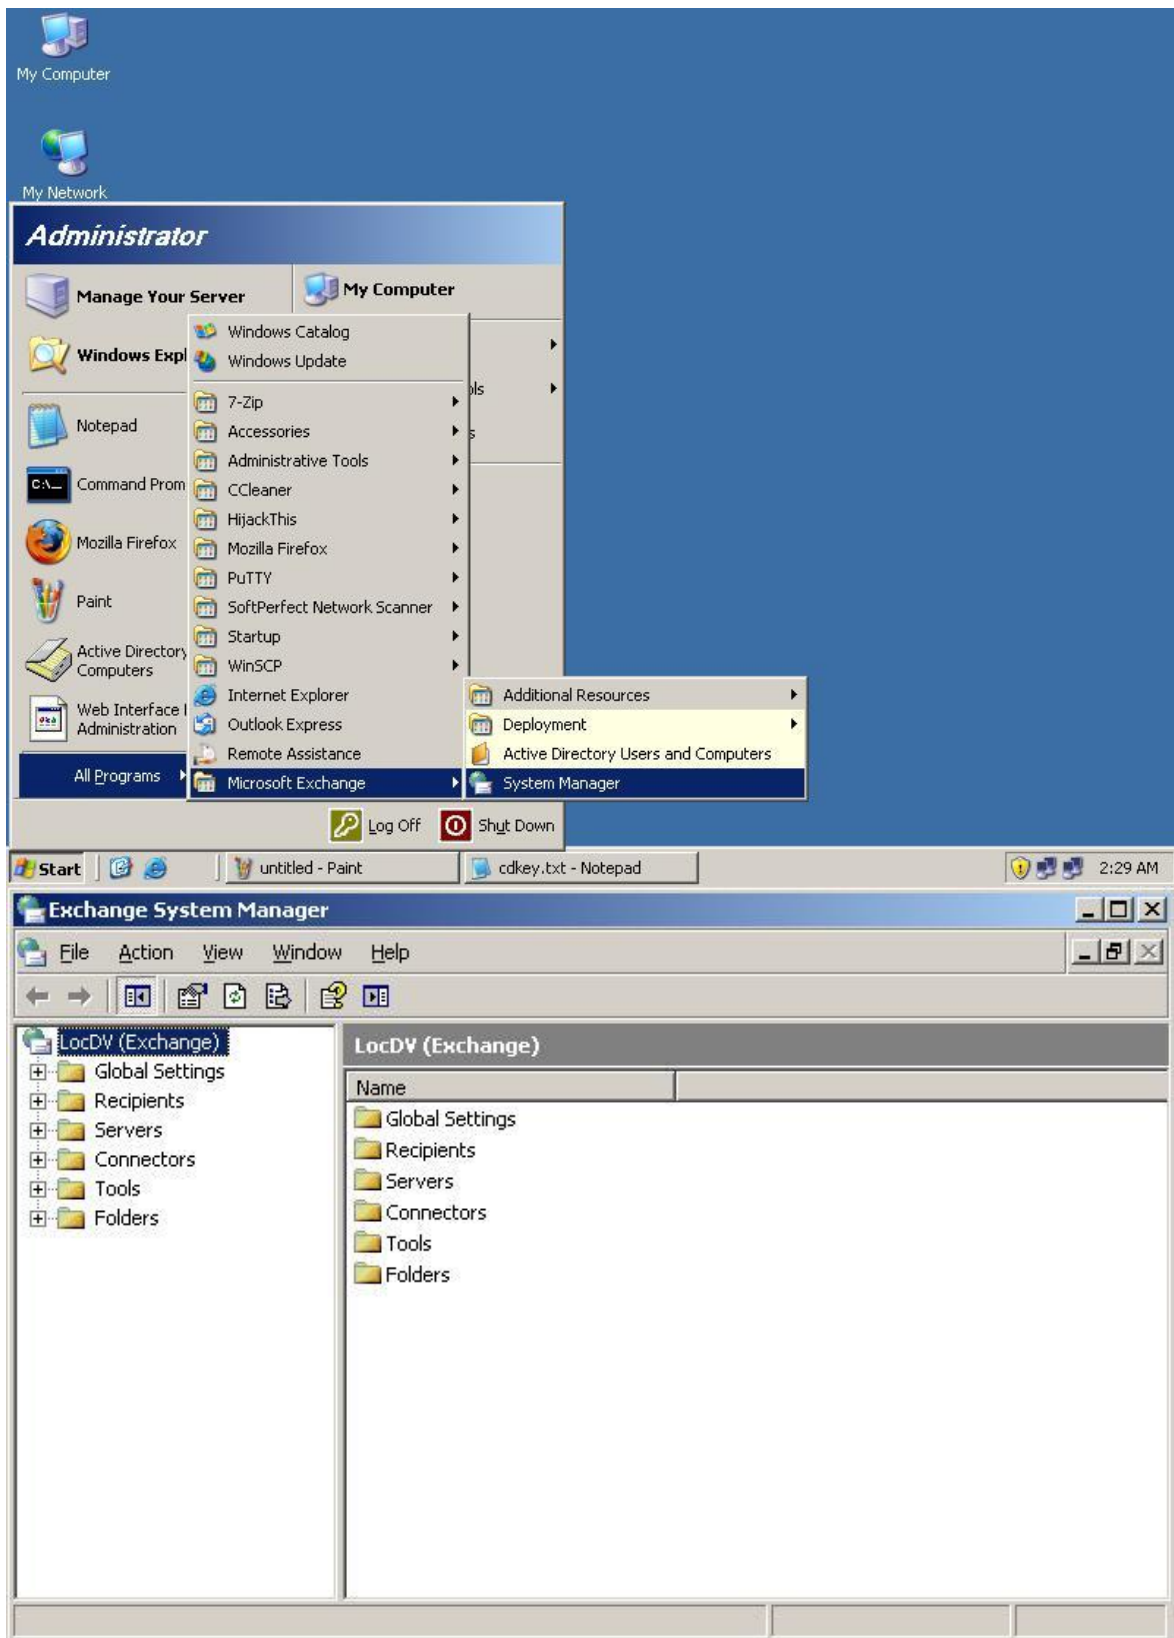 My Computer
My Network
Administrator
Manage Your Server
My Computer
Windows Expl
Notepad
Command Prom
Mozilla Firefox
Paint
Active Directory
Computers
Web Interface
Administration
All Programs
Windows Catalog
Windows Update
7-Zip
Accessories
Administrative Tools
CCleaner
HijackThis
Mozilla Firefox
PuTTY
SoftPerfect Network Scanner
Startup
WinSCP
Internet Explorer
Outlook Express
Remote Assistance
Microsoft Exchange
ols
s
Additional Resources
Deployment
Active Directory Users and Computers
System Manager
Log Off
Shut Down
Start
untitled - Paint
cdkey.txt - Notepad
2:29 AM
Exchange System Manager
File Action View Window Help
LocDV (Exchange)
Global Settings
Recipients
Servers
Connectors
Tools
Folders
LocDV (Exchange)
Name
Global Settings
Recipients
Servers
Connectors
Tools
Folders